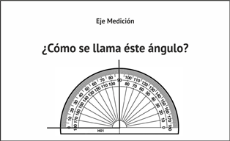 Eje Medición
¿Cómo se llama éste ángulo?